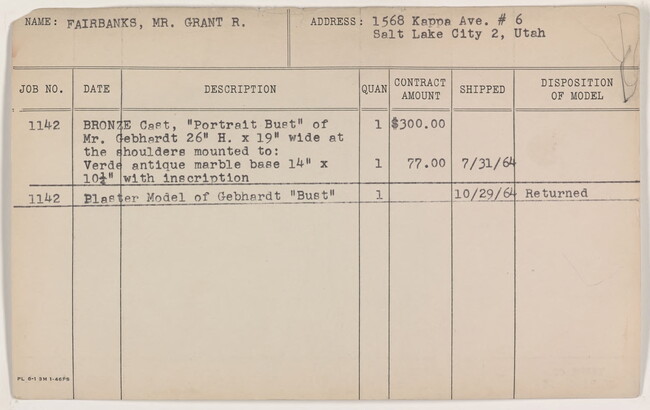 NAME: FAIRBANKS, MR. GRANT R. ADDRESS: 1568 Kappa Ave. # 6
Salt Lake City 2, Utah
JOB NO. DATE DESCRIPTION QUAN CONTRACT AMOUNT SHIPPED DISPOSITION OF MODEL
1142 BRONZE Cast, "Portrait Bust" of 1 $300.00
Mr. Gebhardt 26" H. x 19" wide at
the shoulders mounted to:
Verde antique marble base 14" x 1 77.00 7/31/64
10½" with inscription
1142 Plaster Model of Gebhardt "Bust" 1 10/29/64 Returned